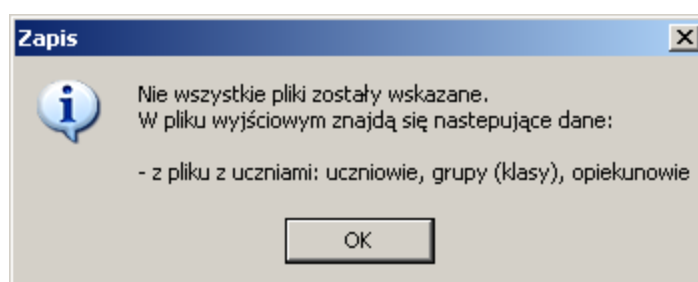 Zapis
Nie wszystkie pliki zostały wskazane.
W pliku wyjściowym znajdą się nastepujące dane:
- z pliku z uczniami: uczniowie, grupy (klasy), opiekunowie
OK